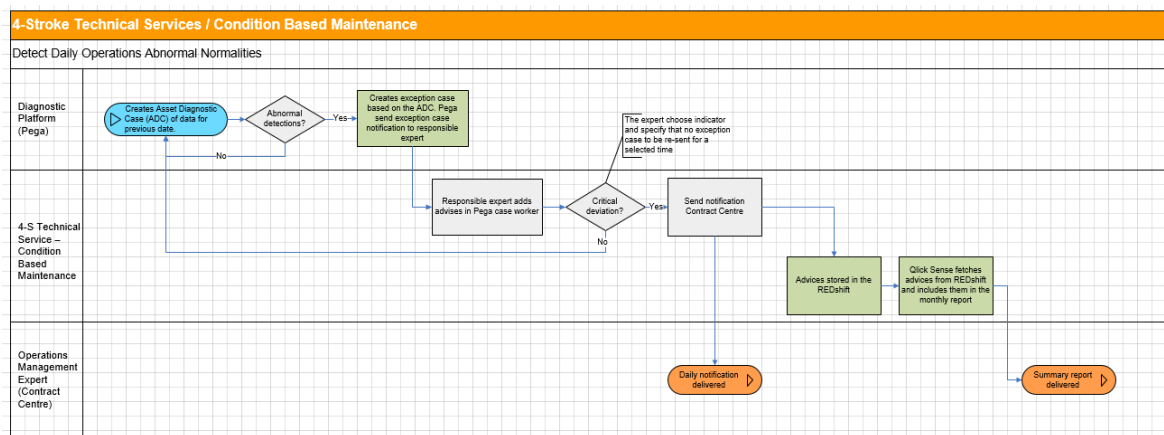 4-Stroke Technical Services / Condition Based Maintenance
Detect Daily Operations Abnormal Normalities
Diagnostic
Platform
(Pega)
Creates Asset Diagnostic
Case (ADC) of data for
previous date.
Abnormal
detections?
Yes
No
Creates exception case
based on the ADC. Pega
send exception case
notification to responsible
expert
The expert choose indicator
and specify that no exception
case to be re-sent for a
selected time
4-S Technical
Service –
Condition
Based
Maintenance
Responsible expert adds
advises in Pega case worker
Critical
deviation?
Yes
No
Send notification
Contract Centre
Advices stored in the
REDshift
Qlick Sense fetches
advices from REDshift
and includes them in the
monthly report
Operations
Management
Expert
(Contract
Centre)
Daily notification
delivered
Summary report
delivered